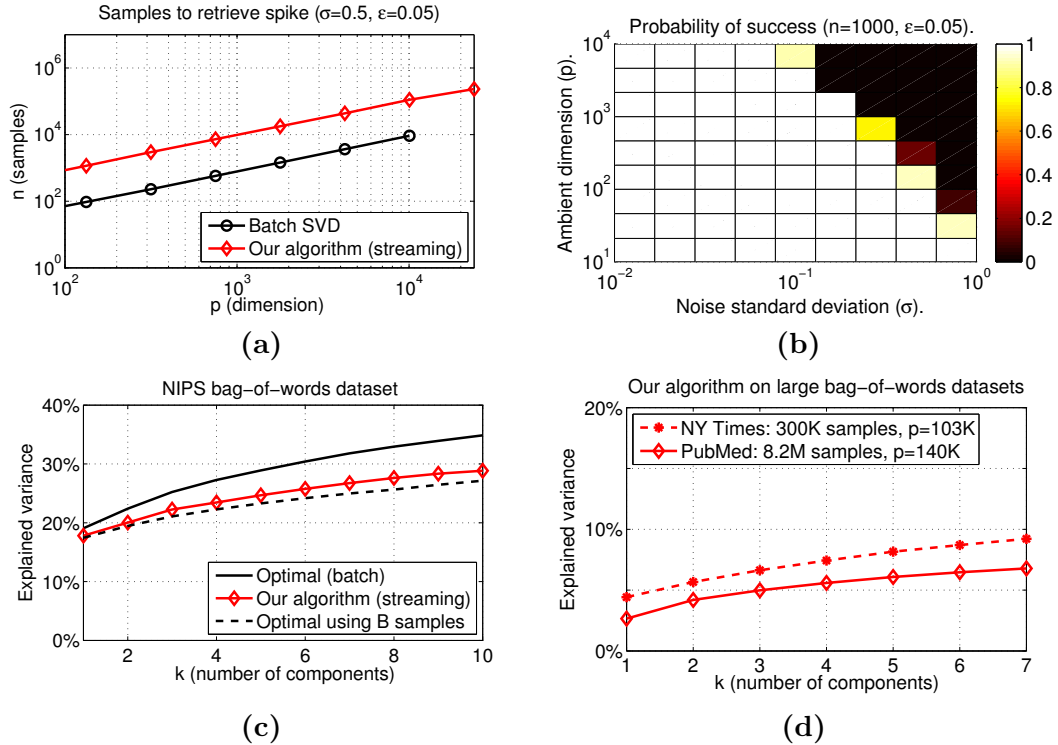 Samples to retrieve spike (σ=0.5, ε=0.05)
10^6
10^4
10^2
10^0
n (samples)
Batch SVD
Our algorithm (streaming)
10^2
10^3
10^4
p (dimension)
(a)
Probability of success (n=1000, ε=0.05).
10^4
10^3
10^2
10^1
Ambient dimension (p).
10^−2
10^−1
10^0
Noise standard deviation (σ).
1
0.8
0.6
0.4
0.2
0
(b)
NIPS bag−of−words dataset
40%
30%
20%
10%
0%
Explained variance
Optimal (batch)
Our algorithm (streaming)
Optimal using B samples
2
4
6
8
10
k (number of components)
(c)
Our algorithm on large bag−of−words datasets
20%
10%
0%
Explained variance
NY Times: 300K samples, p=103K
PubMed: 8.2M samples, p=140K
1
2
3
4
5
6
7
k (number of components)
(d)